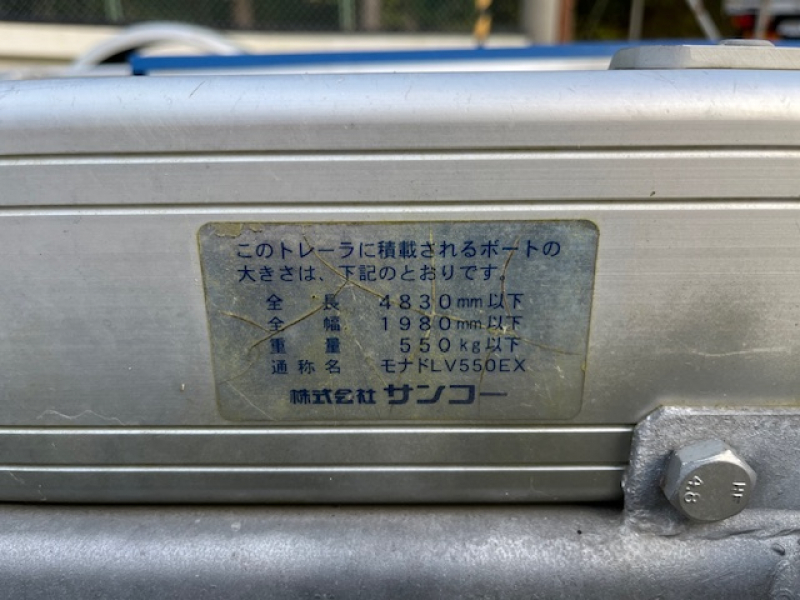 このトレーラに積載されるボートの
大きさは、下記のとおりです。
全長 4830mm以下
全幅 1980mm以下
重量 550kg以下
通称名 モナドLV550EX
株式会社 サンコー
4.6